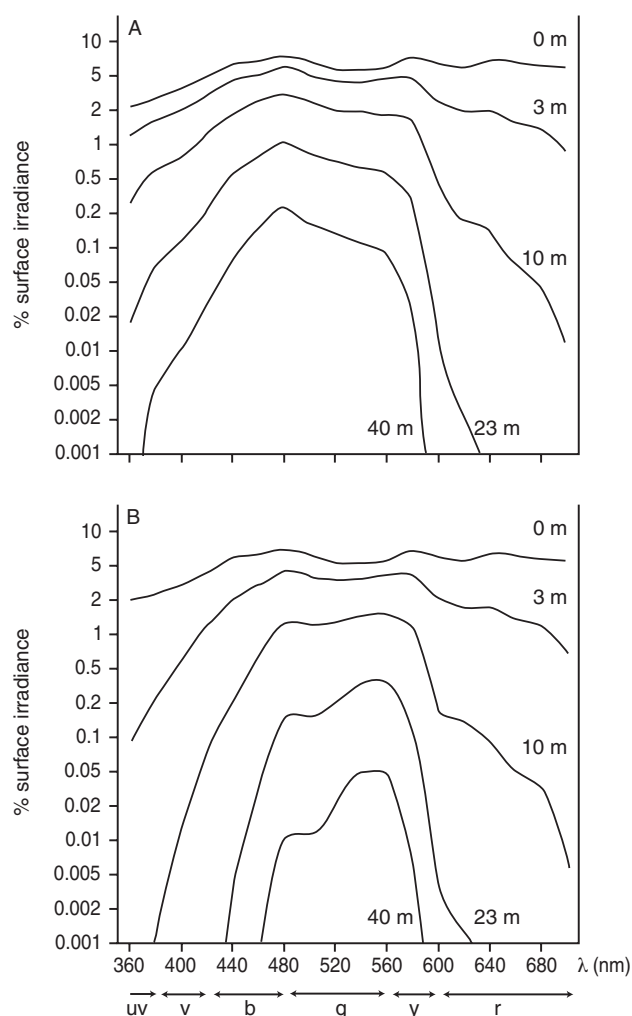 A
10
5
2
1
0.5
0.2
0.1
0.05
0.02
0.01
0.005
0.002
0.001
% surface irradiance
0 m
3 m
10 m
40 m
23 m
B
10
5
2
1
0.5
0.2
0.1
0.05
0.02
0.01
0.005
0.002
0.001
% surface irradiance
0 m
3 m
10 m
40 m
23 m
360 400 440 480 520 560 600 640 680 λ (nm)
uv v b g y r